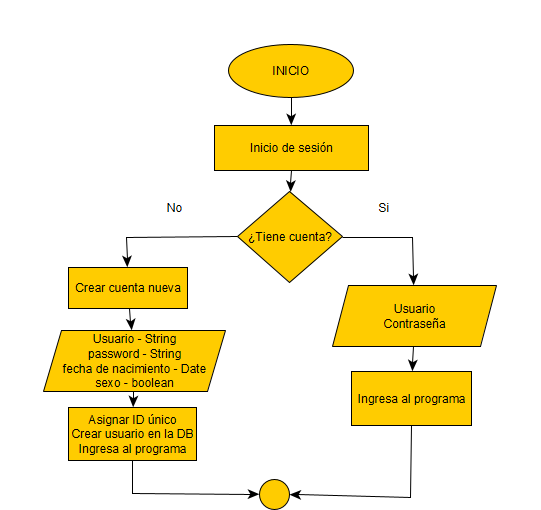 INICIO
Inicio de sesión
¿Tiene cuenta?
No
Si
Crear cuenta nueva
Usuario - String
password - String
fecha de nacimiento - Date
sexo - boolean
Asignar ID único
Crear usuario en la DB
Ingresa al programa
Usuario
Contraseña
Ingresa al programa